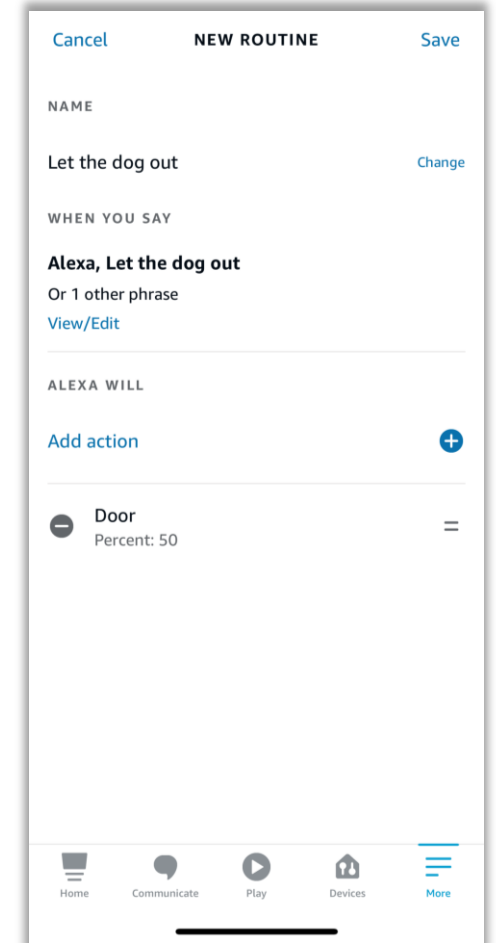 Cancel NEW ROUTINE Save
NAME
Let the dog out Change
WHEN YOU SAY
Alexa, Let the dog out
Or 1 other phrase
View/Edit
ALEXA WILL
Add action
Door
Percent: 50
Home Communicate Play Devices More